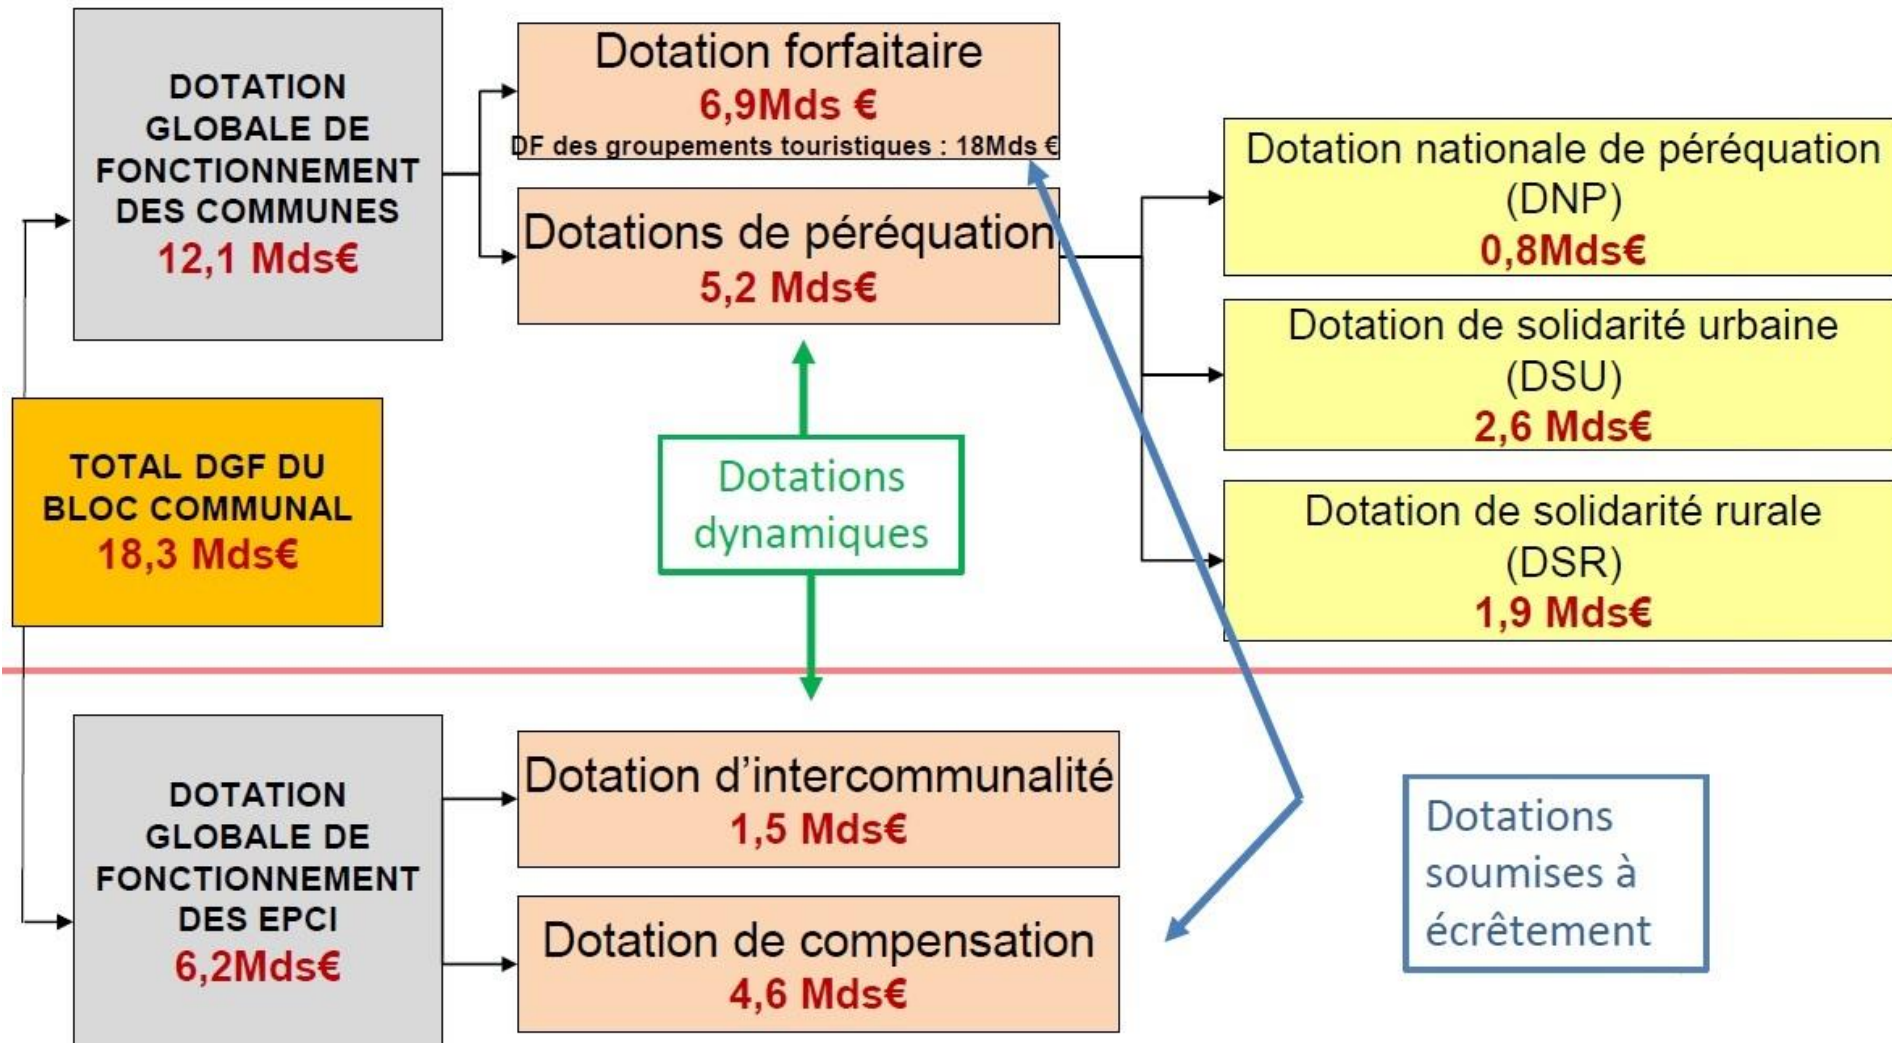 DOTATION
GLOBALE DE
FONCTIONNEMENT
DES COMMUNES
12,1 Mds€
Dotation forfaitaire
6,9Mds €
DF des groupements touristiques : 18Mds €
Dotations de péréquation
5,2 Mds€
Dotation nationale de péréquation
(DNP)
0,8Mds€
Dotation de solidarité urbaine
(DSU)
2,6 Mds€
Dotation de solidarité rurale
(DSR)
1,9 Mds€
TOTAL DGF DU
BLOC COMMUNAL
18,3 Mds€
Dotations
dynamiques
DOTATION
GLOBALE DE
FONCTIONNEMENT
DES EPCI
6,2Mds€
Dotation d’intercommunalité
1,5 Mds€
Dotation de compensation
4,6 Mds€
Dotations
soumises à
écrêtement